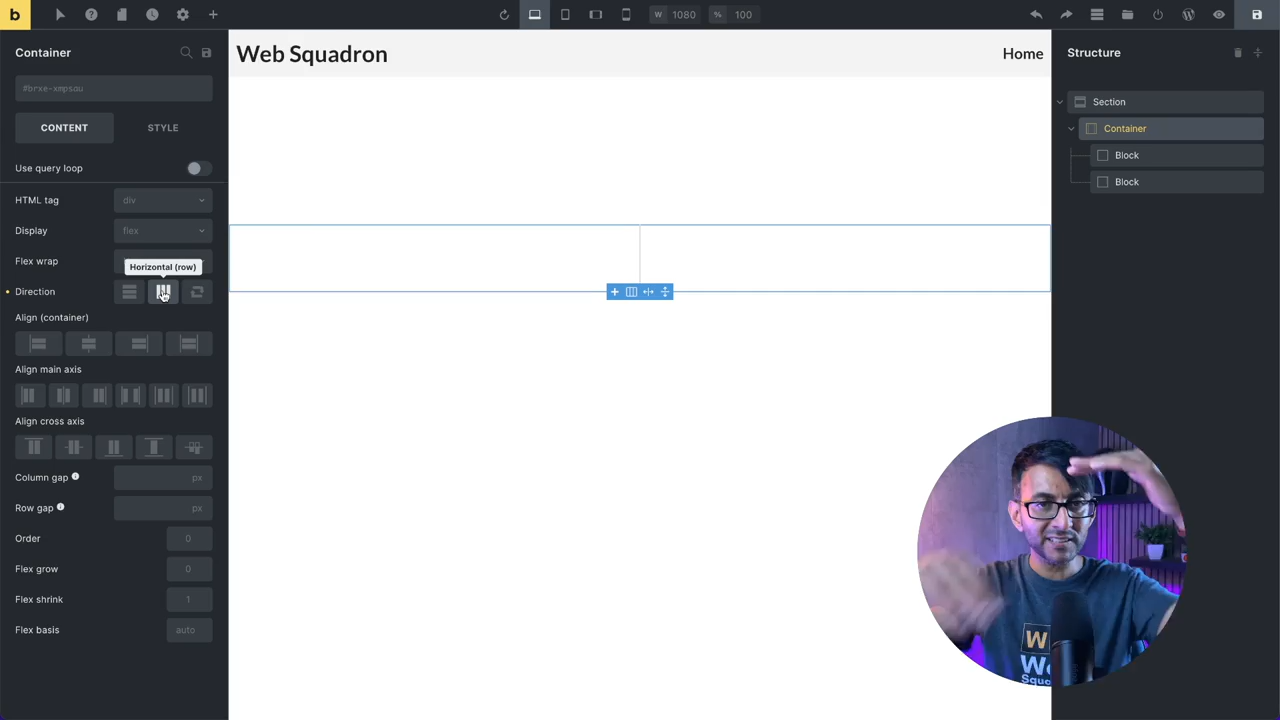 b
W 1080 % 100
Container
#brxe-xmpsau
CONTENT STYLE
Use query loop
HTML tag div
Display flex
Flex wrap
Horizontal (row)
Direction
Align (container)
Align main axis
Align cross axis
Column gap px
Row gap px
Order 0
Flex grow 0
Flex shrink 1
Flex basis auto
Web Squadron Home
Structure
Section
Container
Block
Block
W